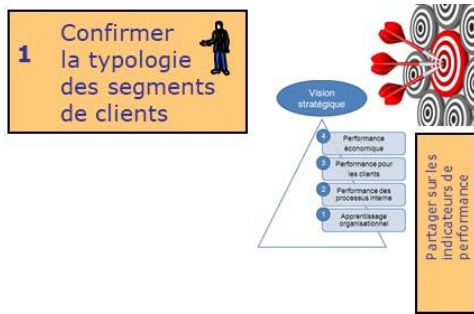 1
Confirmer
la typologie
des segments
de clients
Vision
stratégique
4
Performance
économique
3
Performance pour
les clients
2
Performance des
processus interne
1
Apprentissage
organisationnel
Partager sur les
indicateurs de
performance